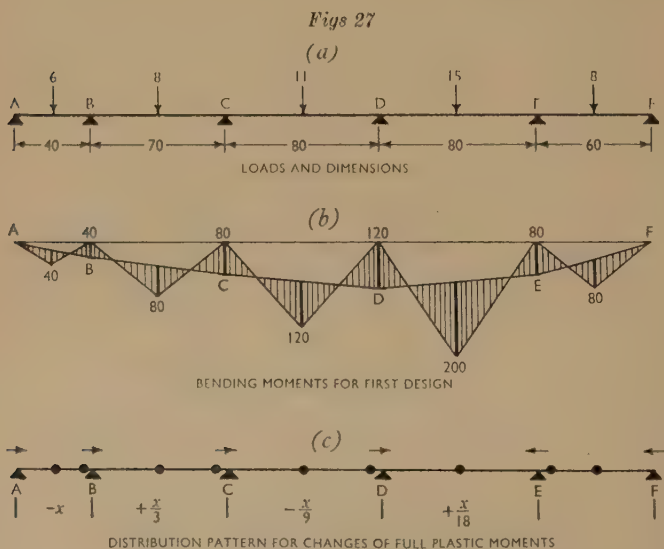 Figs 27
(a)
6 8 11 15 8
A B C D E F
40 70 80 80 60
LOADS AND DIMENSIONS
(b)
A 40 80 120 80 F
40 B 80 C 120 D 200 E 80
BENDING MOMENTS FOR FIRST DESIGN
(c)
A B C D E F
-x +x/3 -x/9 +x/18
DISTRIBUTION PATTERN FOR CHANGES OF FULL PLASTIC MOMENTS